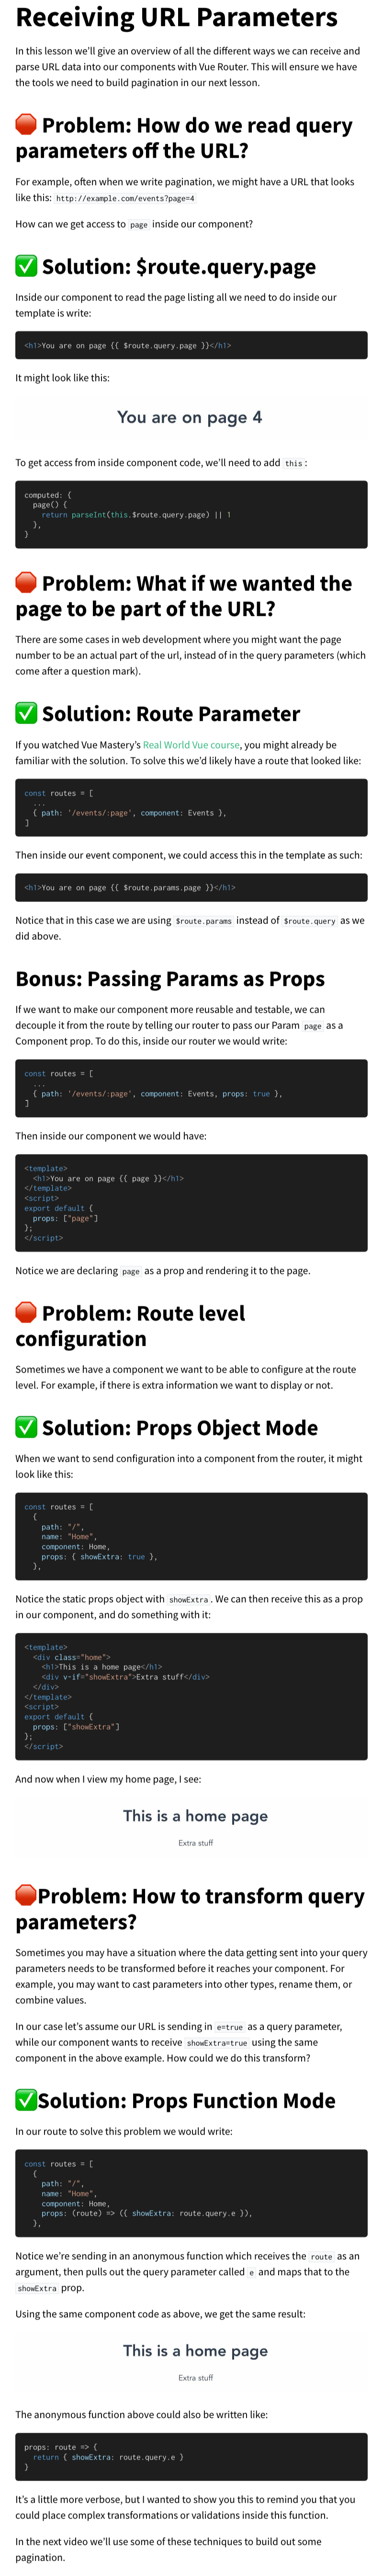 Receiving URL Parameters
In this lesson we'll give an overview of all the different ways we can receive and
parse URL data into our components with Vue Router. This will ensure we have
the tools we need to build pagination in our next lesson.
🛑 Problem: How do we read query
parameters off the URL?
For example, often when we write pagination, we might have a URL that looks
like this: http://example.com/events?page=4
How can we get access to page inside our component?
✅ Solution: $route.query.page
Inside our component to read the page listing all we need to do inside our
template is write:
<h1>You are on page {{ $route.query.page }}</h1>
It might look like this:
You are on page 4
To get access from inside component code, we'll need to add this :
computed: {
  page() {
    return parseInt(this.$route.query.page) || 1
  },
}
🛑 Problem: What if we wanted the
page to be part of the URL?
There are some cases in web development where you might want the page
number to be an actual part of the url, instead of in the query parameters (which
come after a question mark).
✅ Solution: Route Parameter
If you watched Vue Mastery's Real World Vue course, you might already be
familiar with the solution. To solve this we'd likely have a route that looked like:
const routes = [
  ...
  { path: '/events/:page', component: Events },
]
Then inside our event component, we could access this in the template as such:
<h1>You are on page {{ $route.params.page }}</h1>
Notice that in this case we are using $route.params instead of $route.query as we
did above.
Bonus: Passing Params as Props
If we want to make our component more reusable and testable, we can
decouple it from the route by telling our router to pass our Param page as a
Component prop. To do this, inside our router we would write:
const routes = [
  ...
  { path: '/events/:page', component: Events, props: true },
]
Then inside our component we would have:
<template>
  <h1>You are on page {{ page }}</h1>
</template>
<script>
export default {
  props: ["page"]
};
</script>
Notice we are declaring page as a prop and rendering it to the page.
🛑 Problem: Route level
configuration
Sometimes we have a component we want to be able to configure at the route
level. For example, if there is extra information we want to display or not.
✅ Solution: Props Object Mode
When we want to send configuration into a component from the router, it might
look like this:
const routes = [
  {
    path: "/",
    name: "Home",
    component: Home,
    props: { showExtra: true },
  },
Notice the static props object with showExtra . We can then receive this as a prop
in our component, and do something with it:
<template>
  <div class="home">
    <h1>This is a home page</h1>
    <div v-if="showExtra">Extra stuff</div>
  </div>
</template>
<script>
export default {
  props: ["showExtra"]
};
</script>
And now when I view my home page, I see:
This is a home page
Extra stuff
🛑Problem: How to transform query
parameters?
Sometimes you may have a situation where the data getting sent into your query
parameters needs to be transformed before it reaches your component. For
example, you may want to cast parameters into other types, rename them, or
combine values.
In our case let's assume our URL is sending in e=true as a query parameter,
while our component wants to receive showExtra=true using the same
component in the above example. How could we do this transform?
✅Solution: Props Function Mode
In our route to solve this problem we would write:
const routes = [
  {
    path: "/",
    name: "Home",
    component: Home,
    props: (route) => ({ showExtra: route.query.e }),
  },
Notice we're sending in an anonymous function which receives the route as an
argument, then pulls out the query parameter called e and maps that to the
showExtra prop.
Using the same component code as above, we get the same result:
This is a home page
Extra stuff
The anonymous function above could also be written like:
props: route => {
  return { showExtra: route.query.e }
}
It's a little more verbose, but I wanted to show you this to remind you that you
could place complex transformations or validations inside this function.
In the next video we'll use some of these techniques to build out some
pagination.